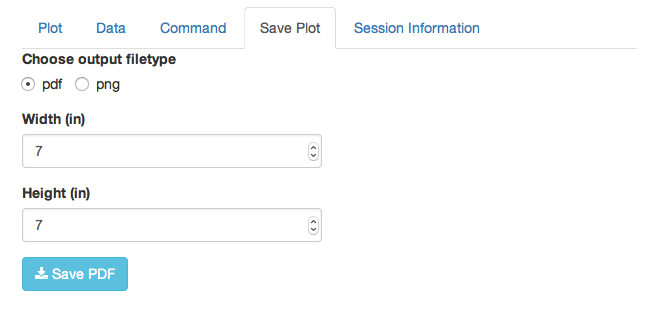 Plot Data Command Save Plot Session Information
Choose output filetype
pdf png
Width (in)
7
Height (in)
7
Save PDF